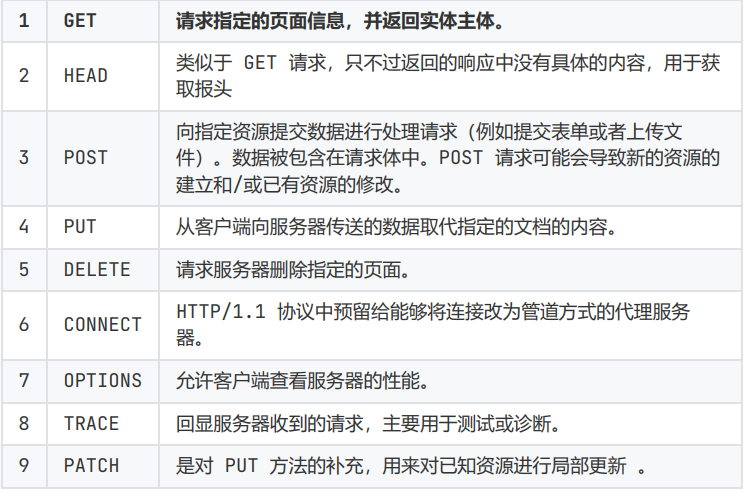 1 GET 请求指定的页面信息，并返回实体主体。
2 HEAD 类似于 GET 请求，只不过返回的响应中没有具体的内容，用于获
取报头
3 POST 向指定资源提交数据进行处理请求（例如提交表单或者上传文
件）。数据被包含在请求体中。POST 请求可能会导致新的资源的
建立和/或已有资源的修改。
4 PUT 从客户端向服务器传送的数据取代指定的文档的内容。
5 DELETE 请求服务器删除指定的页面。
6 CONNECT HTTP/1.1 协议中预留给能够将连接改为管道方式的代理服务
器。
7 OPTIONS 允许客户端查看服务器的性能。
8 TRACE 回显服务器收到的请求，主要用于测试或诊断。
9 PATCH 是对 PUT 方法的补充，用来对已知资源进行局部更新 。